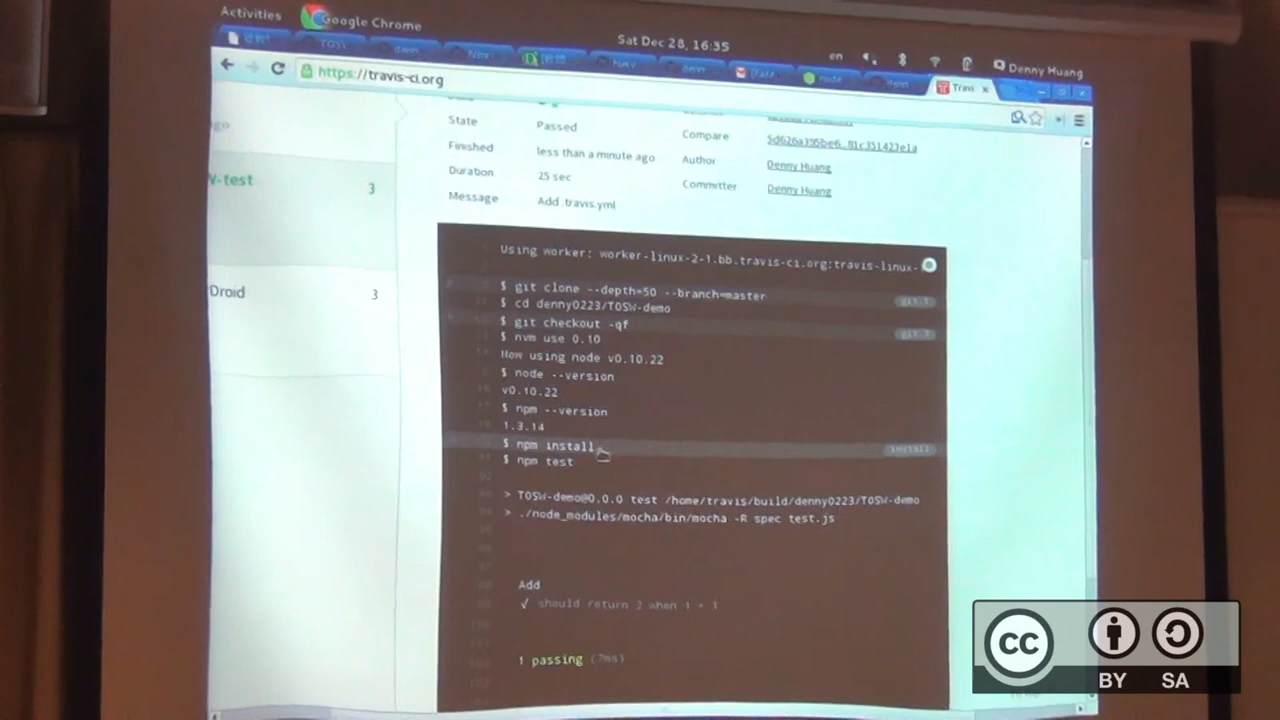 Activities
Google Chrome
Sat Dec 28, 16:35
en
Denny Huang
https://travis-ci.org
Travi
State
Passed
Compare
Finished
less than a minute ago
Author
Denny Huang
Duration
25 sec
Committer
Denny Huang
Message
Add .travis.yml
-test
3
Droid
3
Using worker: worker-linux-2-1.bb.travis-ci.org:travis-linux-
$ git clone --depth=50 --branch=master
$ cd denny0223/TOSW-demo
$ git checkout -qf
$ nvm use 0.10
Now using node v0.10.22
$ node --version
v0.10.22
$ npm --version
1.3.14
$ npm install
install
$ npm test
> TOSW-demo@0.0.0 test /home/travis/build/denny0223/TOSW-demo
> ./node_modules/mocha/bin/mocha -R spec test.js
Add
√ should return 2 when 1 + 1
1 passing (7ms)
CC
BY SA